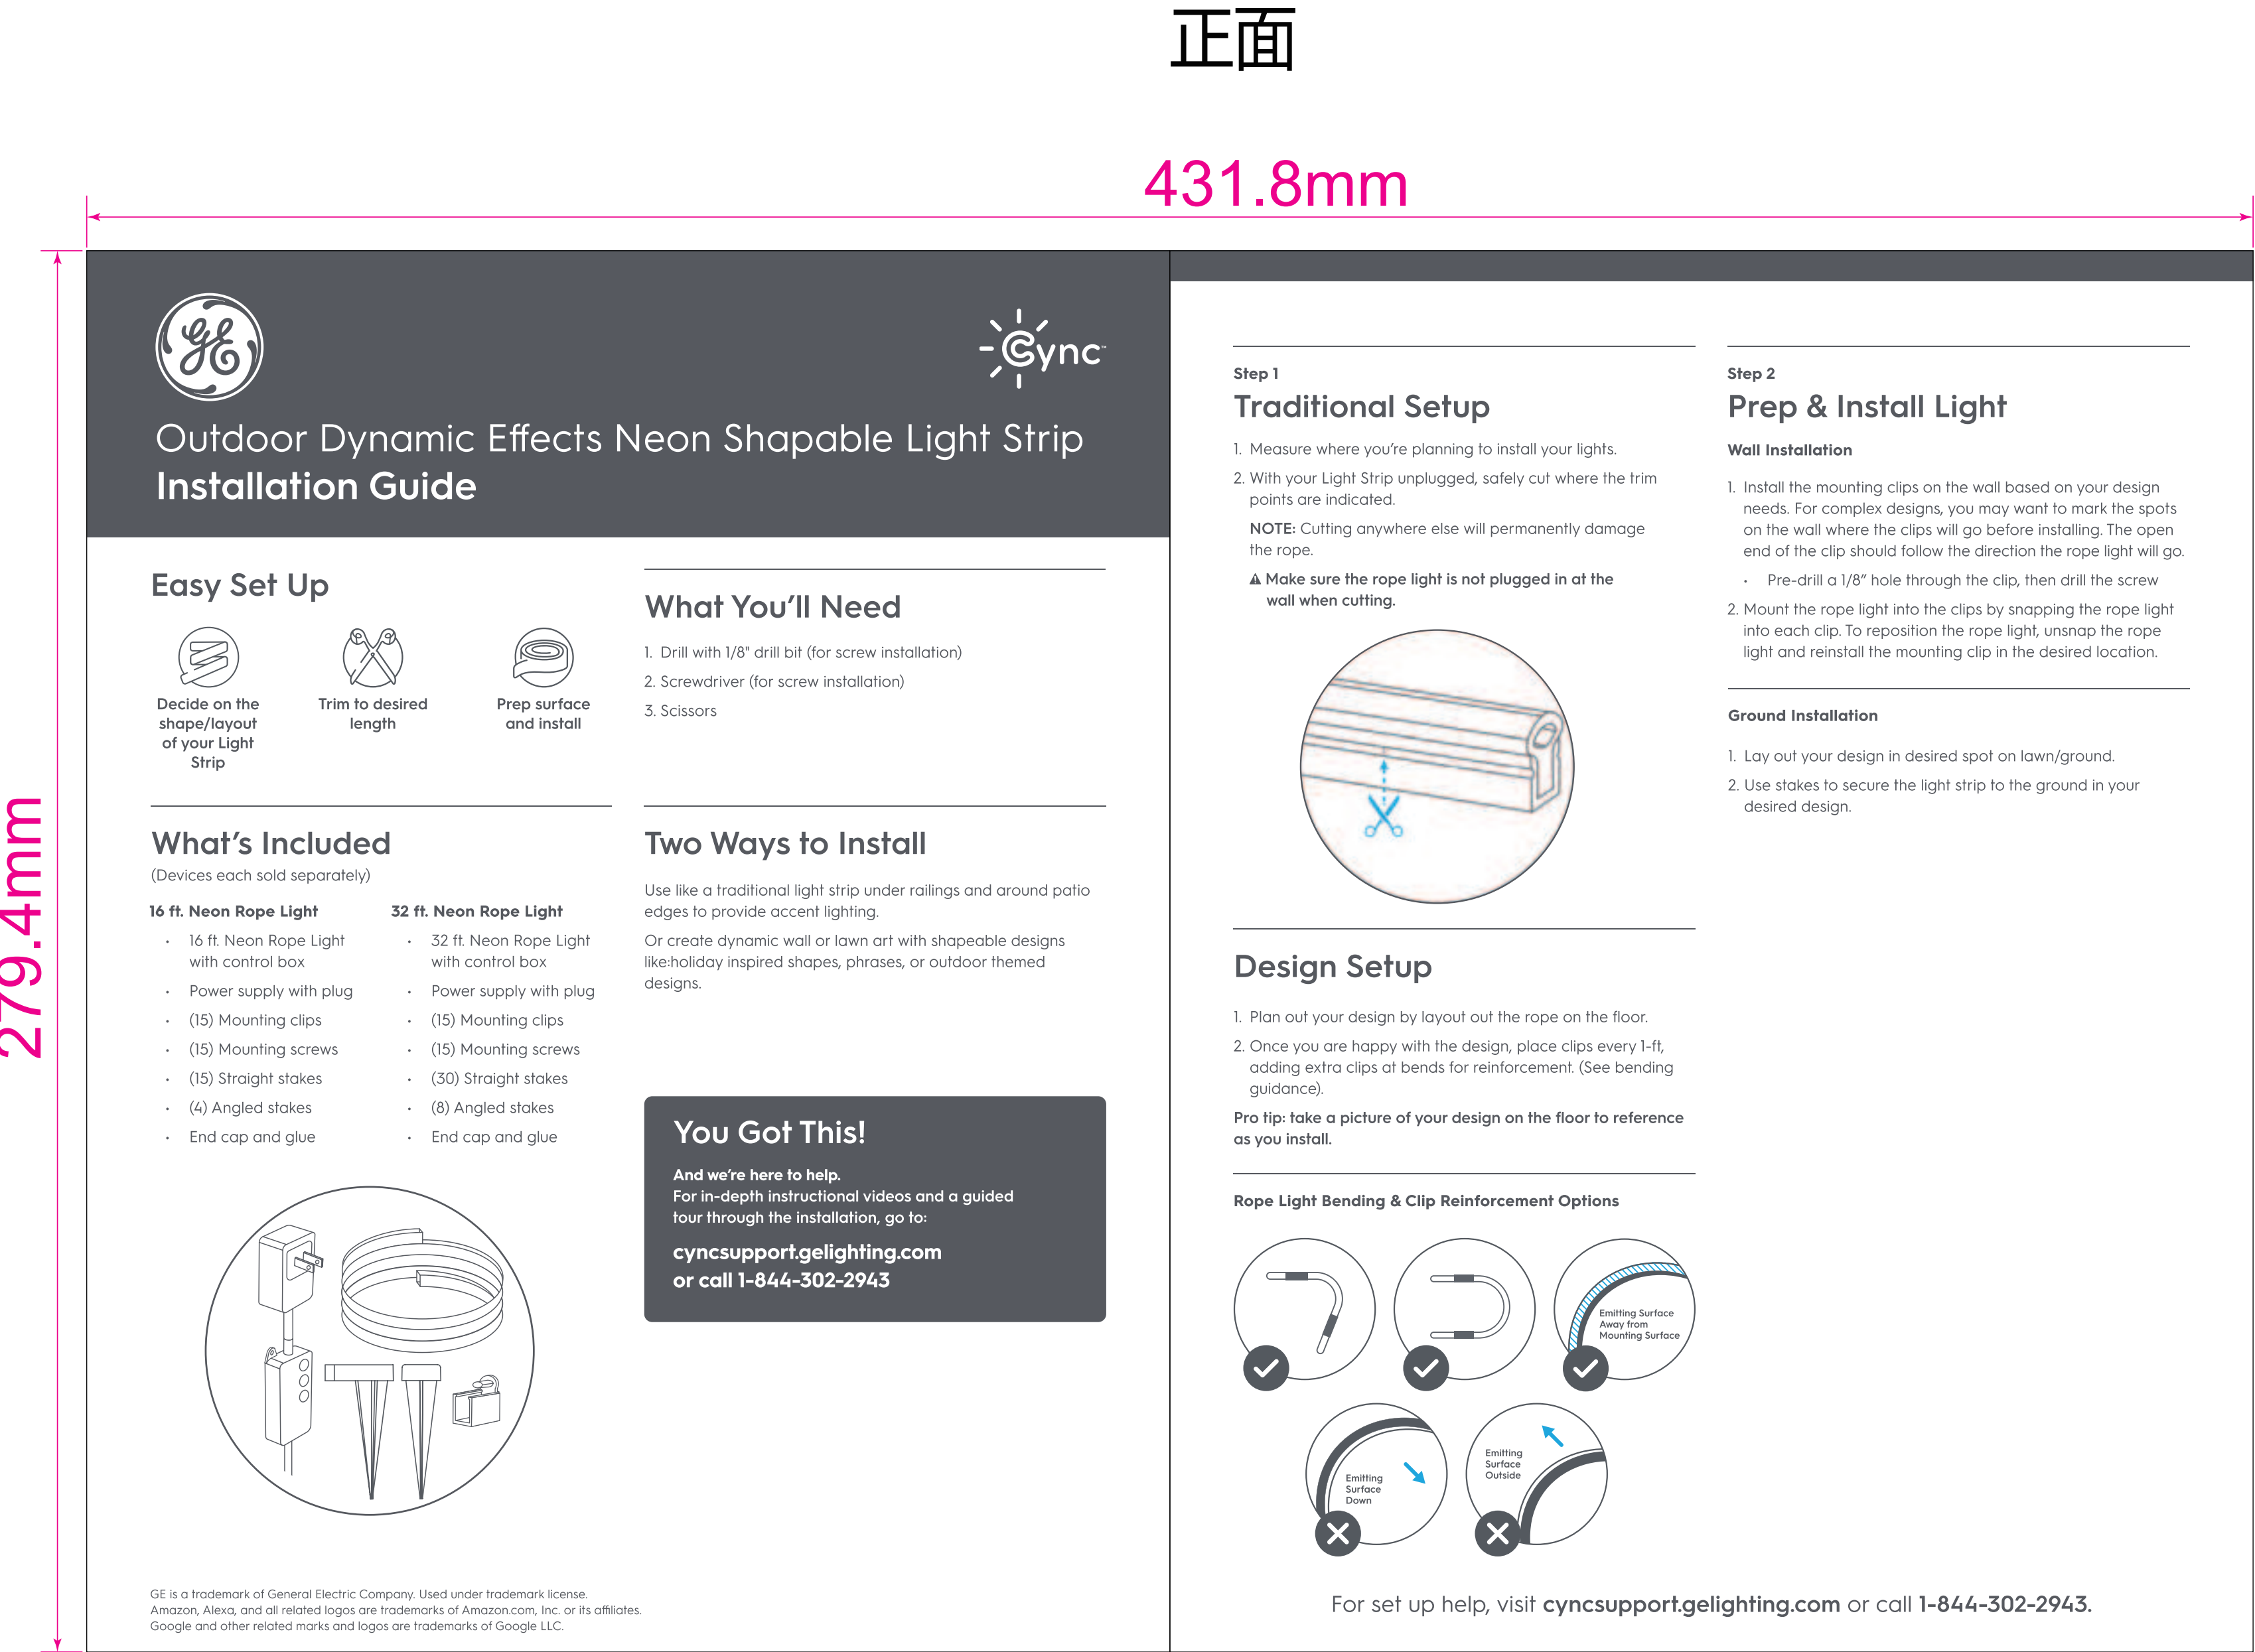 正面
431.8mm
279.4mm
GE
Cync™
Outdoor Dynamic Effects Neon Shapable Light Strip
Installation Guide
Easy Set Up
Decide on the
shape/layout
of your Light
Strip
Trim to desired
length
Prep surface
and install
What You’ll Need
1. Drill with 1/8" drill bit (for screw installation)
2. Screwdriver (for screw installation)
3. Scissors
What’s Included
(Devices each sold separately)
16 ft. Neon Rope Light
• 16 ft. Neon Rope Light
with control box
• Power supply with plug
• (15) Mounting clips
• (15) Mounting screws
• (15) Straight stakes
• (4) Angled stakes
• End cap and glue
32 ft. Neon Rope Light
• 32 ft. Neon Rope Light
with control box
• Power supply with plug
• (15) Mounting clips
• (15) Mounting screws
• (30) Straight stakes
• (8) Angled stakes
• End cap and glue
Two Ways to Install
Use like a traditional light strip under railings and around patio
edges to provide accent lighting.
Or create dynamic wall or lawn art with shapeable designs
like:holiday inspired shapes, phrases, or outdoor themed
designs.
You Got This!
And we’re here to help.
For in-depth instructional videos and a guided
tour through the installation, go to:
cyncsupport.gelighting.com
or call 1-844-302-2943
GE is a trademark of General Electric Company. Used under trademark license.
Amazon, Alexa, and all related logos are trademarks of Amazon.com, Inc. or its affiliates.
Google and other related marks and logos are trademarks of Google LLC.
Step 1
Traditional Setup
1. Measure where you’re planning to install your lights.
2. With your Light Strip unplugged, safely cut where the trim
points are indicated.
NOTE: Cutting anywhere else will permanently damage
the rope.
⚠ Make sure the rope light is not plugged in at the
wall when cutting.
Design Setup
1. Plan out your design by layout out the rope on the floor.
2. Once you are happy with the design, place clips every 1-ft,
adding extra clips at bends for reinforcement. (See bending
guidance).
Pro tip: take a picture of your design on the floor to reference
as you install.
Rope Light Bending & Clip Reinforcement Options
Emitting Surface
Away from
Mounting Surface
Emitting
Surface
Down
Emitting
Surface
Outside
Step 2
Prep & Install Light
Wall Installation
1. Install the mounting clips on the wall based on your design
needs. For complex designs, you may want to mark the spots
on the wall where the clips will go before installing. The open
end of the clip should follow the direction the rope light will go.
• Pre-drill a 1/8” hole through the clip, then drill the screw
2. Mount the rope light into the clips by snapping the rope light
into each clip. To reposition the rope light, unsnap the rope
light and reinstall the mounting clip in the desired location.
Ground Installation
1. Lay out your design in desired spot on lawn/ground.
2. Use stakes to secure the light strip to the ground in your
desired design.
For set up help, visit cyncsupport.gelighting.com or call 1-844-302-2943.